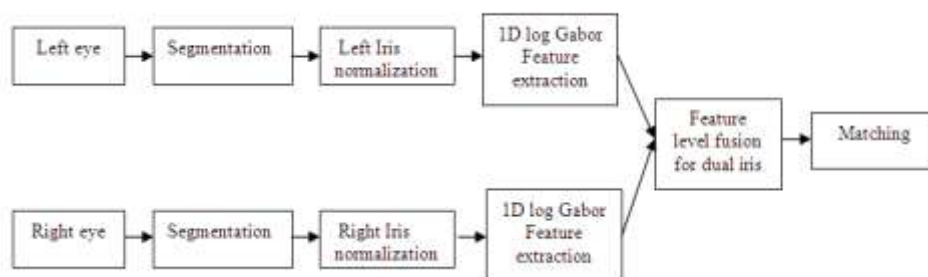 Left eye
Segmentation
Left Iris
normalization
1D log Gabor
Feature
extraction
Feature
level fusion
for dual iris
Matching
Right eye
Segmentation
Right Iris
normalization
1D log Gabor
Feature
extraction